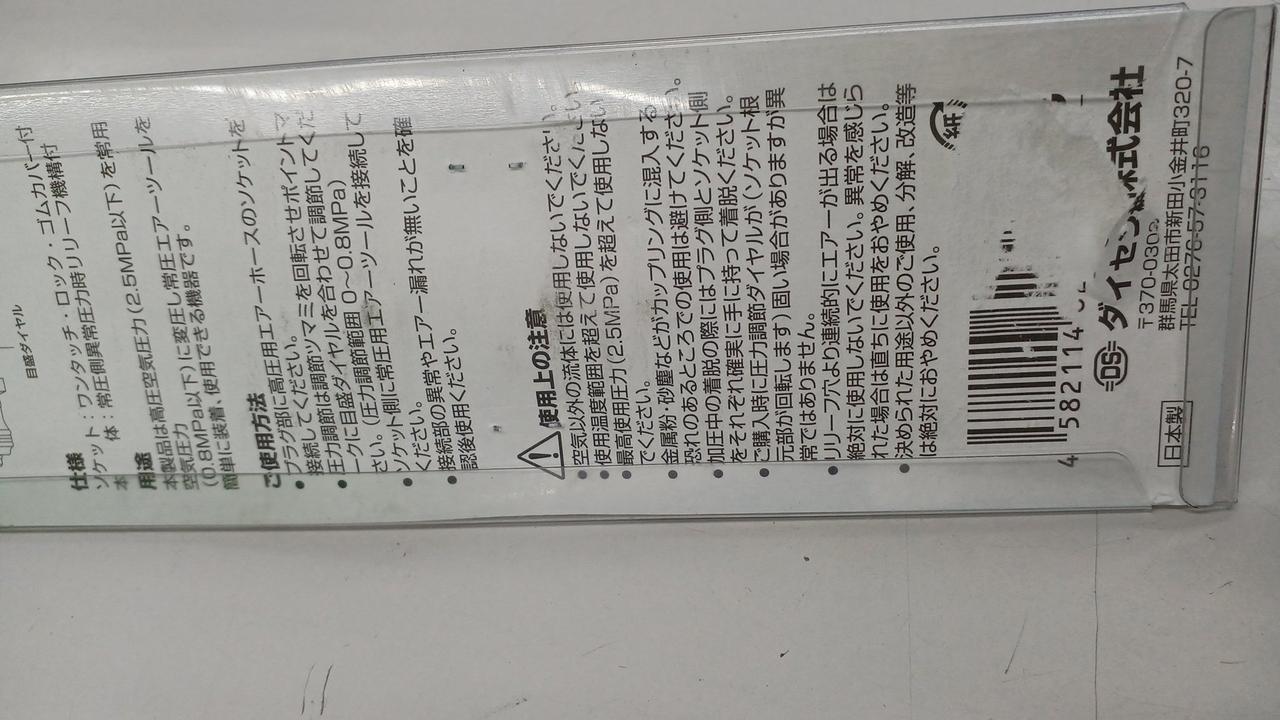 目盛ダイヤル
仕様
ソケット：ワンタッチ・ロック・ゴムカバー付
本　　体：常圧側異常圧力時リリーフ機構付
用途
本製品は高圧空気圧力(2.5MPa以下)を常用
空気圧力
(0.8MPa以下)に変圧し常圧エアーツールを
簡単に装着、使用できる機器です。
ご使用方法
●プラグ部に高圧用エアーホースのソケットを
接続してください。
●圧力調節は調節ツマミを回転させポイントマ
ークに目盛ダイヤルを合わせて調節してくだ
さい。(圧力調節範囲 0〜0.8MPa)
●ソケット側に常圧用エアーツールを接続して
ください。
●接続部の異常やエアー漏れが無いことを確
認後使用ください。
使用上の注意
●空気以外の流体には使用しないでください。
●使用温度範囲を超えて使用しないでください。
●最高使用圧力(2.5MPa)を超えて使用しない
でください。
●金属粉・砂塵などがカップリングに混入する
恐れのあるところでの使用は避けてください。
●加圧中の着脱の際にはプラグ側とソケット側
をそれぞれ確実に手に持って着脱ください。
●ご購入時に圧力調節ダイヤルが(ソケット根
元部が回転します)固い場合がありますが異
常ではありません。
●リリーフ穴より連続的にエアーが出る場合は
絶対に使用しないでください。異常を感じら
れた場合は直ちに使用をおやめください。
●決められた用途以外のご使用、分解、改造等
は絶対におやめください。
紙
4 582114
DS ダイセン株式会社
〒370-030
群馬県太田市新田小金井町320-7
TEL 0276-57-8116
日本製